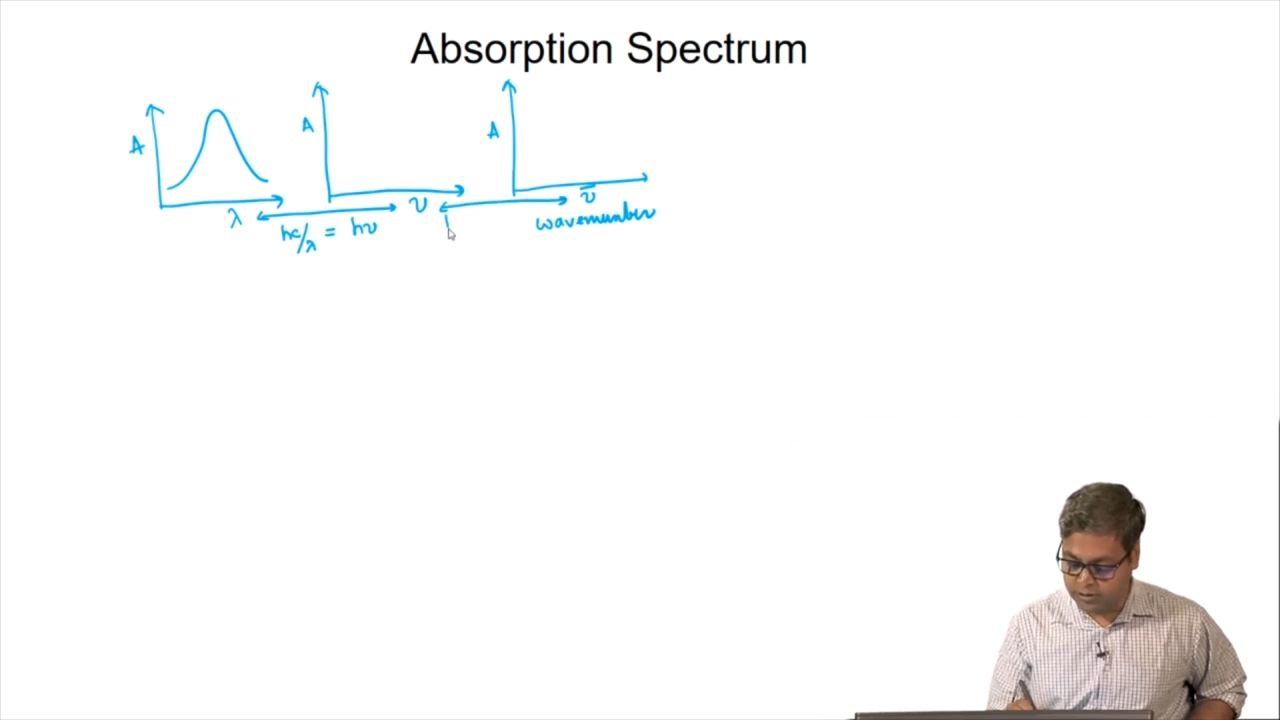 Absorption Spectrum
A
λ
A
ν
A
ν̅
hc/λ = hν
wavenumber